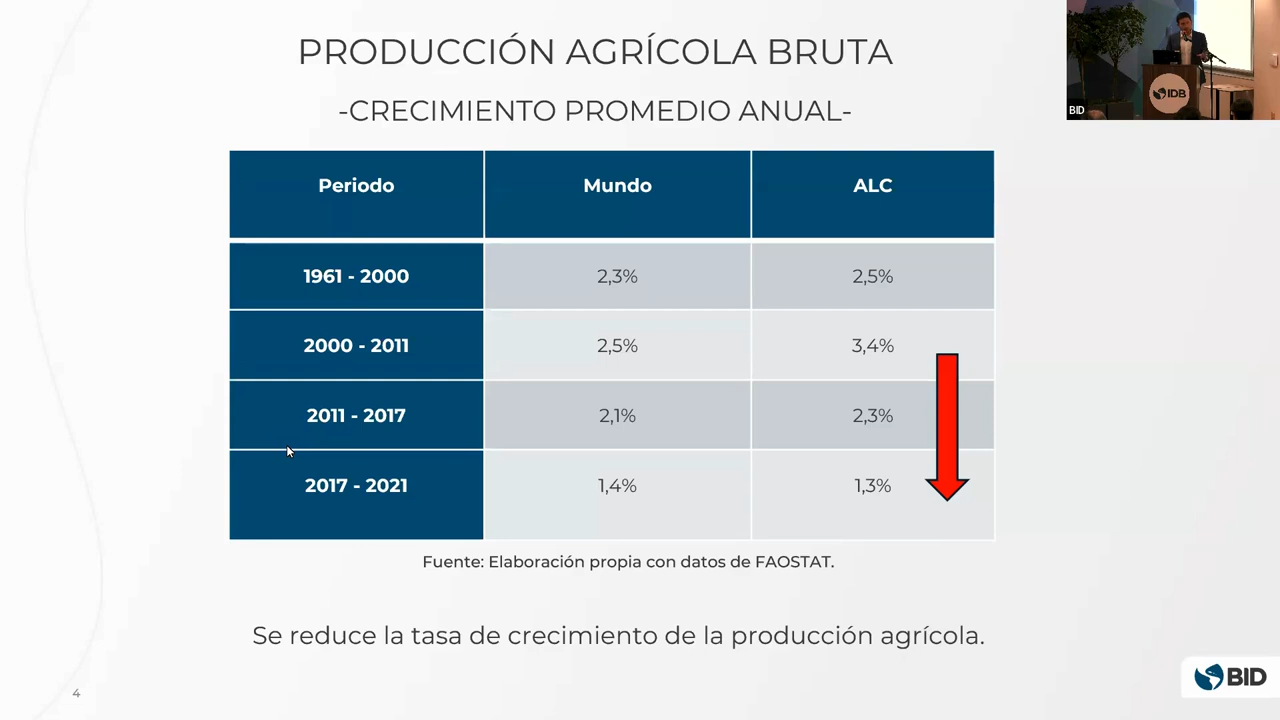 PRODUCCIÓN AGRÍCOLA BRUTA
-CRECIMIENTO PROMEDIO ANUAL-
Periodo Mundo ALC
1961 - 2000 2,3% 2,5%
2000 - 2011 2,5% 3,4%
2011 - 2017 2,1% 2,3%
2017 - 2021 1,4% 1,3%
Fuente: Elaboración propia con datos de FAOSTAT.
Se reduce la tasa de crecimiento de la producción agrícola.
4
BID
IDB
BID